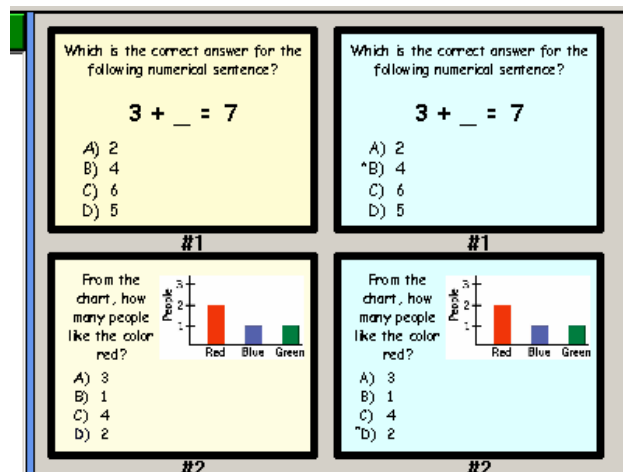 Which is the correct answer for the
following numerical sentence?
3 + _ = 7
A) 2
B) 4
C) 6
D) 5
#1
Which is the correct answer for the
following numerical sentence?
3 + _ = 7
A) 2
*B) 4
C) 6
D) 5
#1
From the
chart, how
many people
like the color
red?
People
3
2
1
Red Blue Green
A) 3
B) 1
C) 4
D) 2
#2
From the
chart, how
many people
like the color
red?
People
3
2
1
Red Blue Green
A) 3
B) 1
C) 4
*D) 2
#2